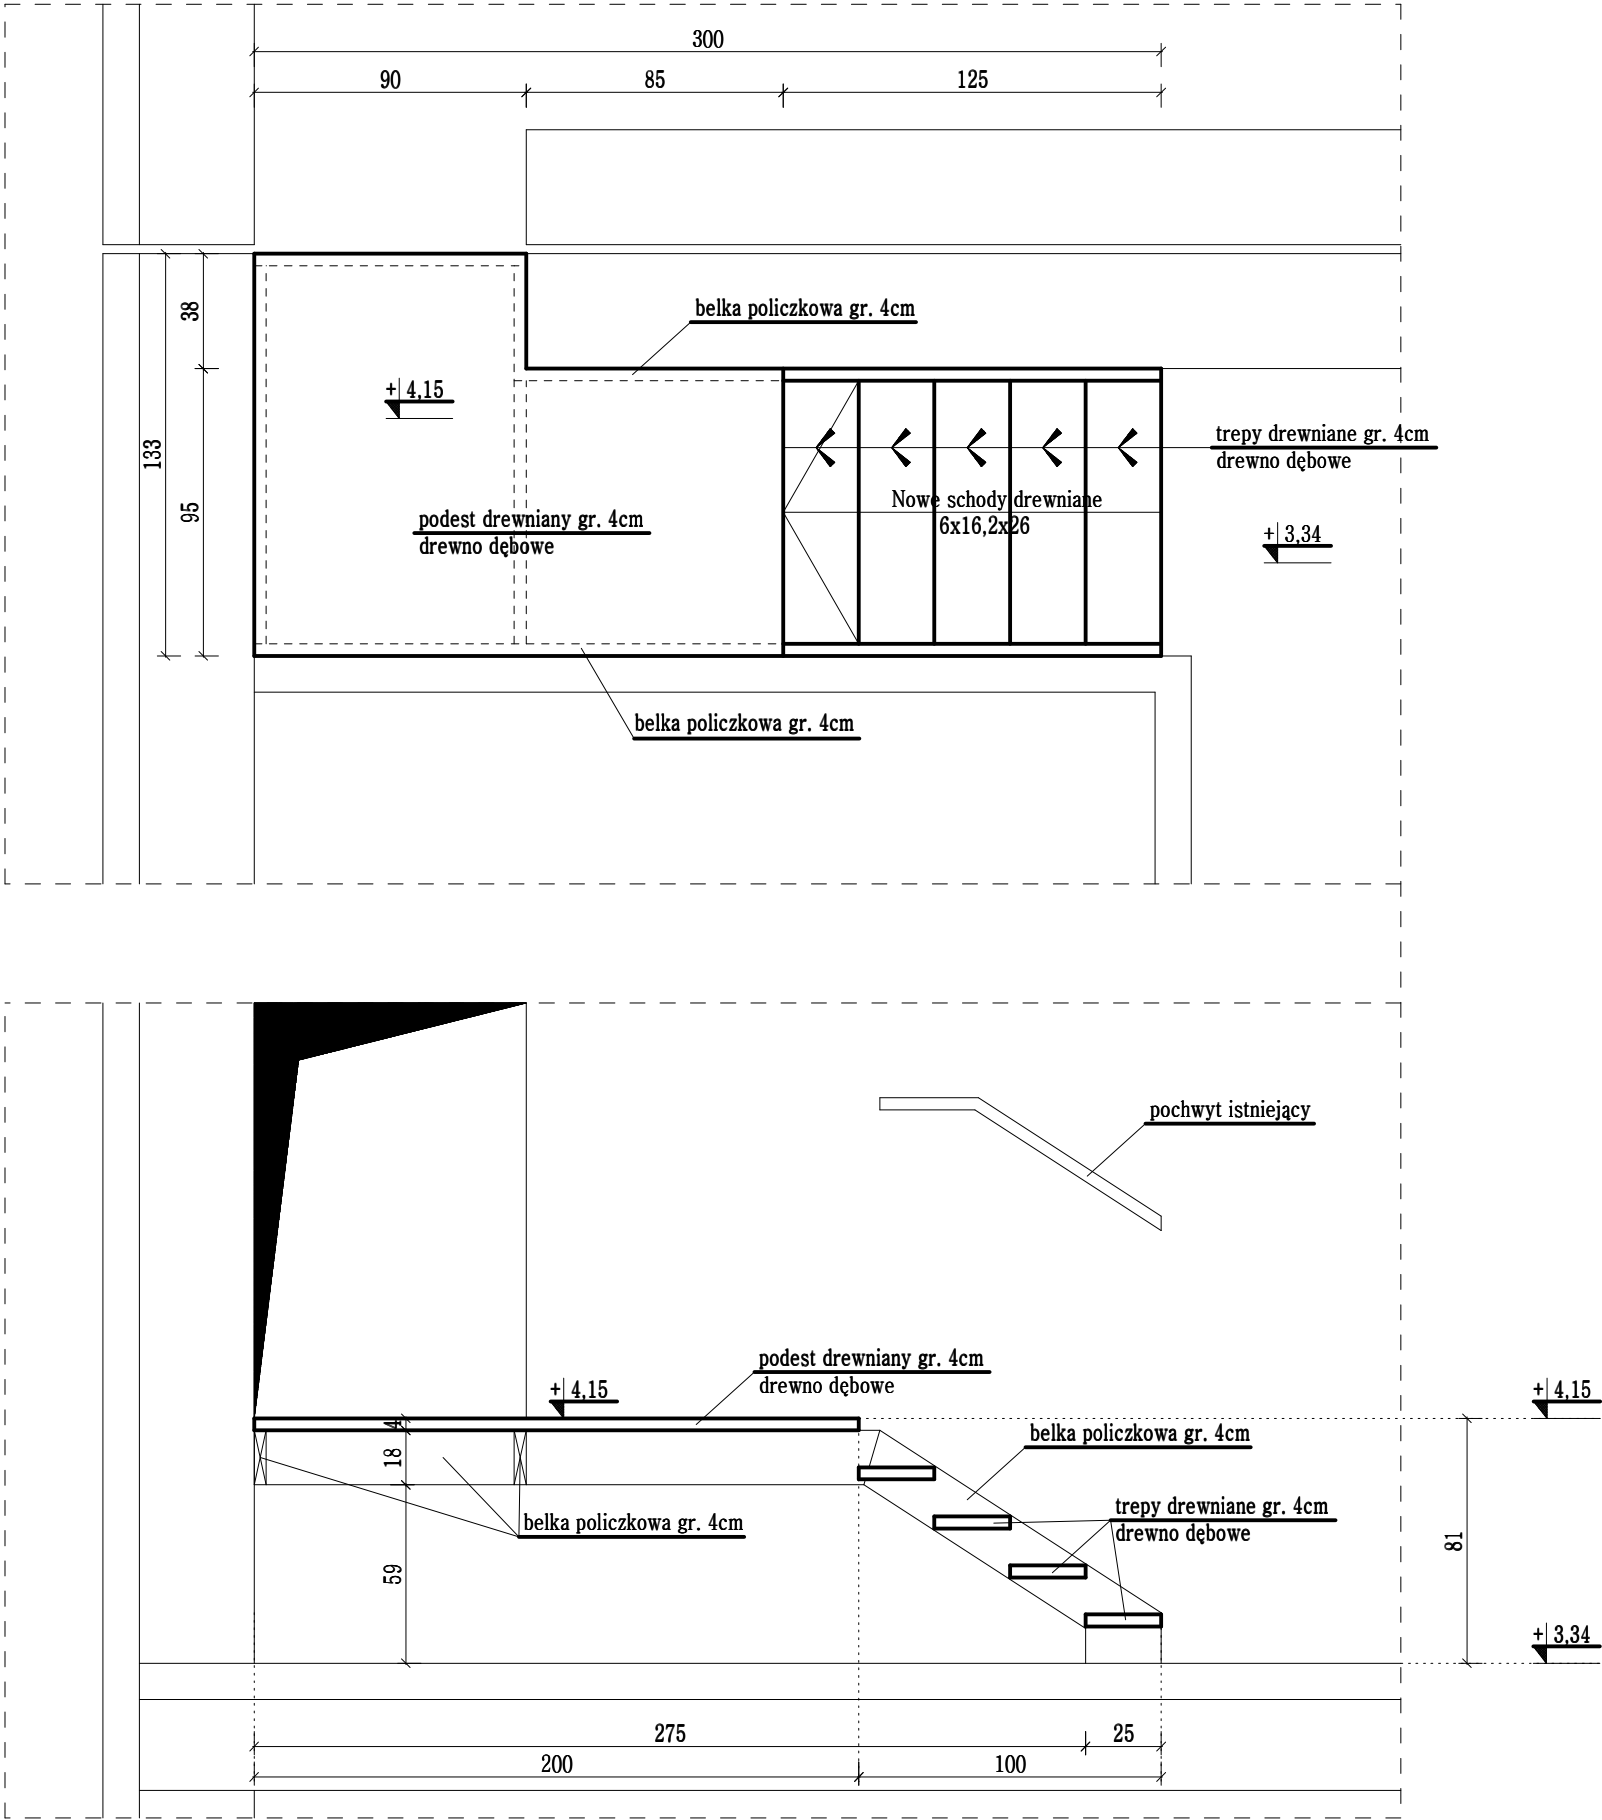 300
90
85
125
38
133
95
belka policzkowa gr. 4cm
+ 4,15
trepy drewniane gr. 4cm
drewno dębowe
Nowe schody drewniane
6x16,2x26
podest drewniany gr. 4cm
drewno dębowe
+ 3,34
belka policzkowa gr. 4cm
pochwyt istniejący
podest drewniany gr. 4cm
drewno dębowe
+ 4,15
+ 4,15
4
18
59
belka policzkowa gr. 4cm
belka policzkowa gr. 4cm
trepy drewniane gr. 4cm
drewno dębowe
81
+ 3,34
275
25
200
100